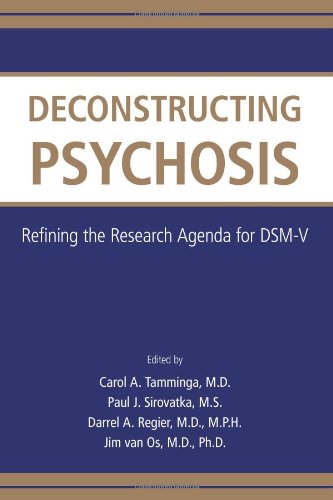 DECONSTRUCTING
PSYCHOSIS
Refining the Research Agenda for DSM-V
Edited by
Carol A. Tamminga, M.D.
Paul J. Sirovatka, M.S.
Darrel A. Regier, M.D., M.P.H.
Jim van Os, M.D., Ph.D.